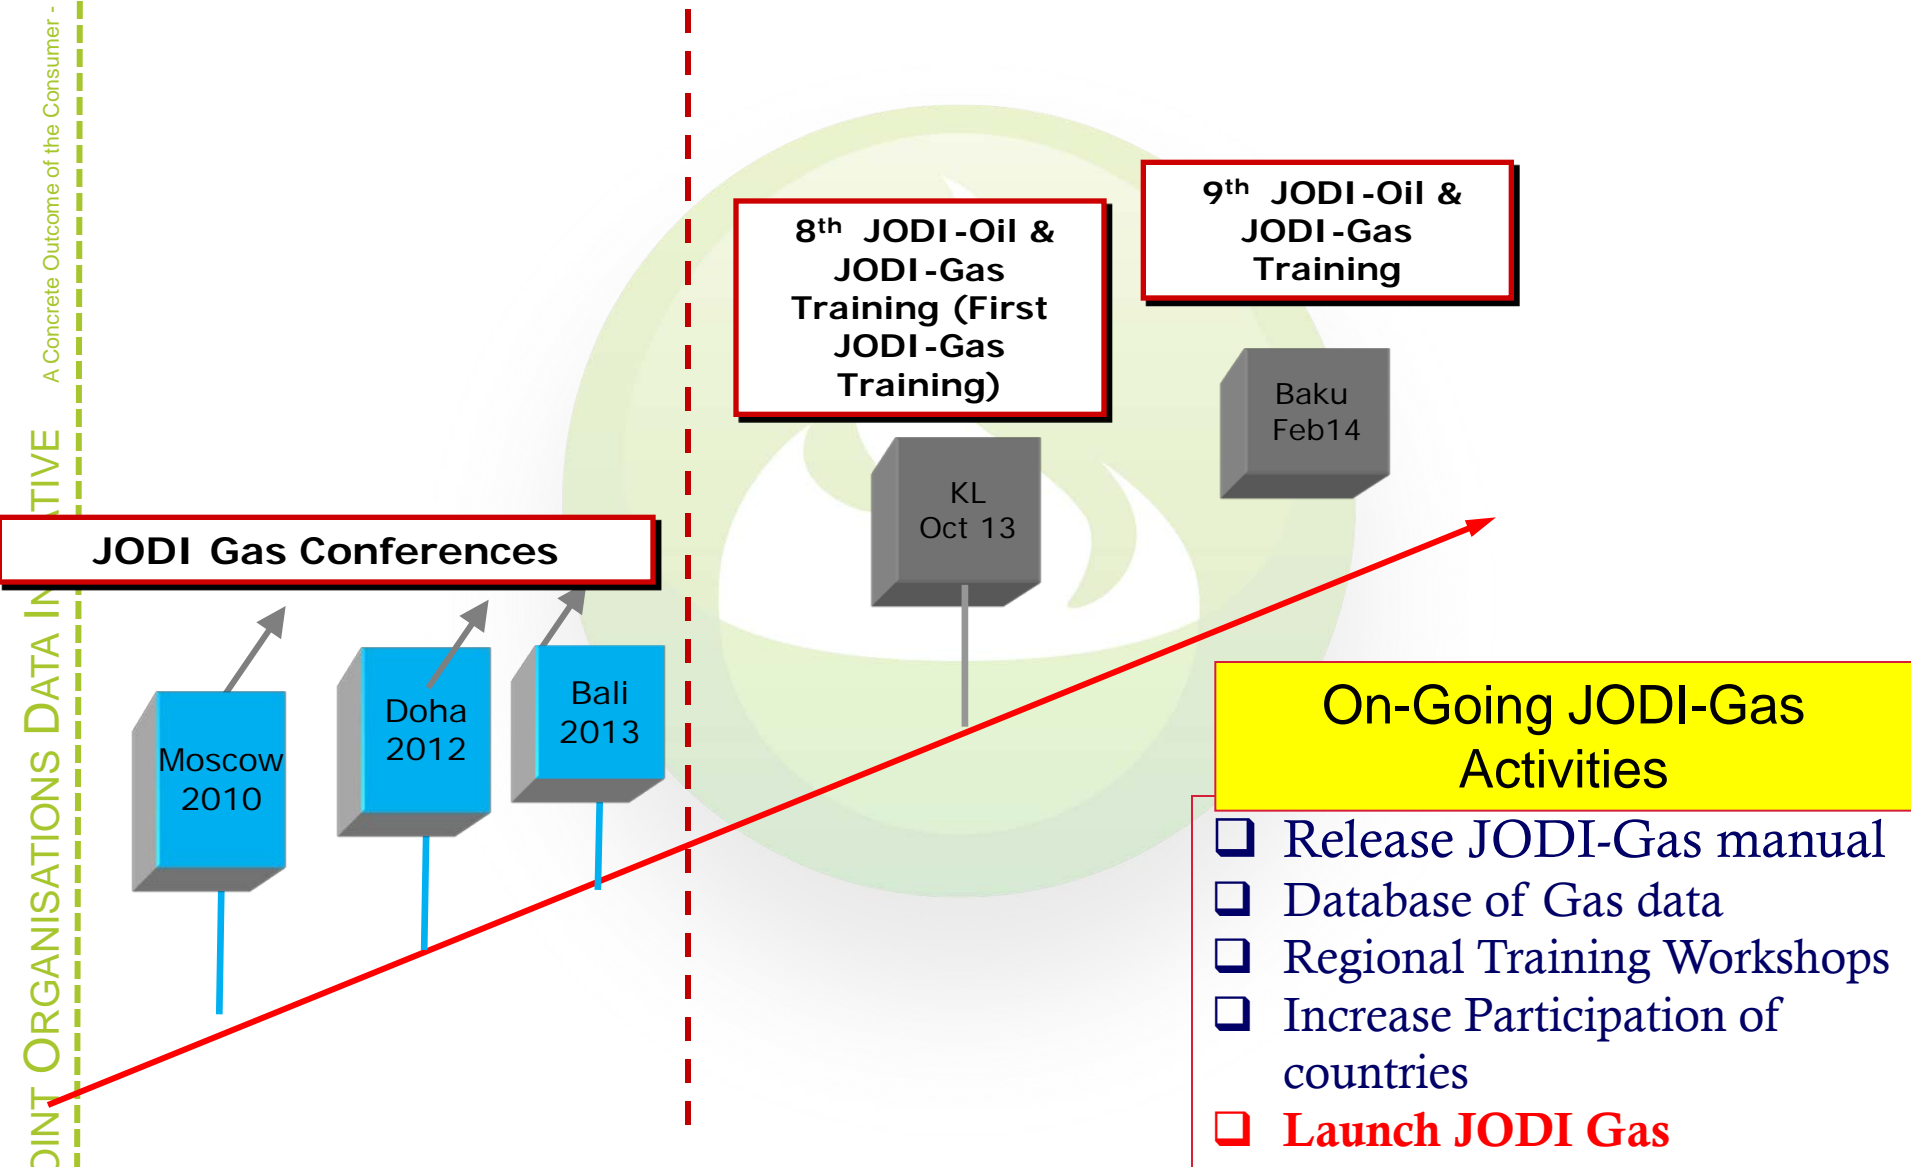 A Concrete Outcome of the Consumer -
ORGANISATIONS DATA
JODI Gas Conferences
Moscow
2010
Doha
2012
Bali
2013
8th JODI-Oil &
JODI-Gas
Training (First
JODI-Gas
Training)
KL
Oct 13
9th JODI-Oil &
JODI-Gas
Training
Baku
Feb14
On-Going JODI-Gas
Activities
❑ Release JODI-Gas manual
❑ Database of Gas data
❑ Regional Training Workshops
❑ Increase Participation of
countries
❑ Launch JODI Gas